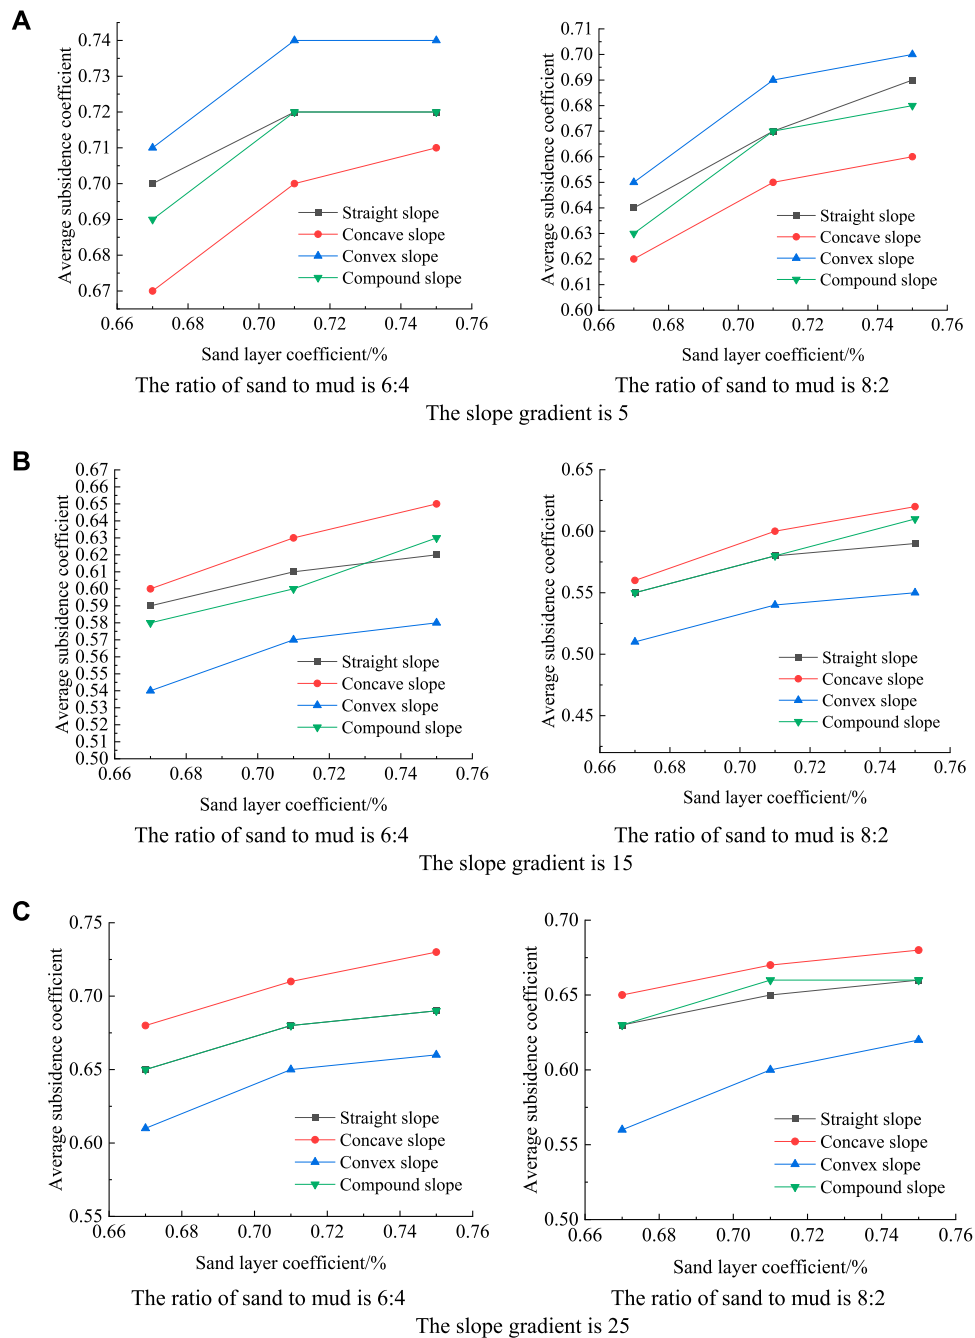 A
Average subsidence coefficient
0.74
0.73
0.72
0.71
0.70
0.69
0.68
0.67
0.66 0.68 0.70 0.72 0.74 0.76
Straight slope
Concave slope
Convex slope
Compound slope
Sand layer coefficient/%
The ratio of sand to mud is 6:4
Average subsidence coefficient
0.71
0.70
0.69
0.68
0.67
0.66
0.65
0.64
0.63
0.62
0.61
0.60
0.66 0.68 0.70 0.72 0.74 0.76
Straight slope
Concave slope
Convex slope
Compound slope
Sand layer coefficient/%
The ratio of sand to mud is 8:2
The slope gradient is 5
B
Average subsidence coefficient
0.67
0.66
0.65
0.64
0.63
0.62
0.61
0.60
0.59
0.58
0.57
0.56
0.55
0.54
0.53
0.52
0.51
0.50
0.66 0.68 0.70 0.72 0.74 0.76
Straight slope
Concave slope
Convex slope
Compound slope
Sand layer coefficient/%
The ratio of sand to mud is 6:4
Average subsidence coefficient
0.65
0.60
0.55
0.50
0.45
0.66 0.68 0.70 0.72 0.74 0.76
Straight slope
Concave slope
Convex slope
Compound slope
Sand layer coefficient/%
The ratio of sand to mud is 8:2
The slope gradient is 15
C
Average subsidence coefficient
0.75
0.70
0.65
0.60
0.55
0.66 0.68 0.70 0.72 0.74 0.76
Straight slope
Concave slope
Convex slope
Compound slope
Sand layer coefficient/%
The ratio of sand to mud is 6:4
Average subsidence coefficient
0.70
0.65
0.60
0.55
0.50
0.66 0.68 0.70 0.72 0.74 0.76
Straight slope
Concave slope
Convex slope
Compound slope
Sand layer coefficient/%
The ratio of sand to mud is 8:2
The slope gradient is 25